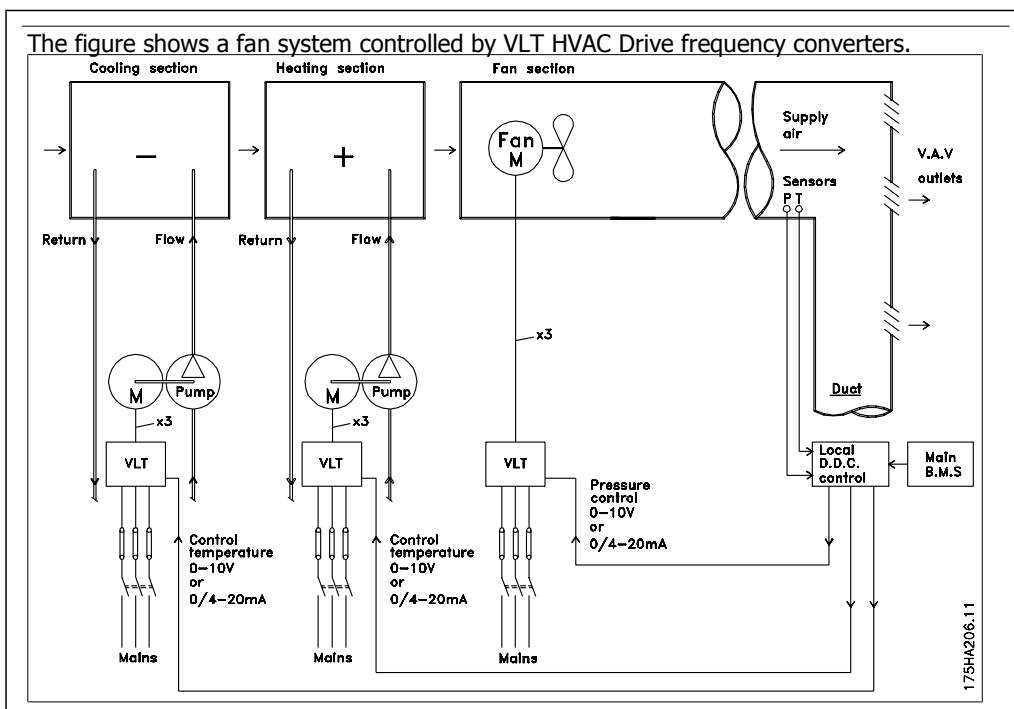 The figure shows a fan system controlled by VLT HVAC Drive frequency converters.
Cooling section
Heating section
Fan section
–
+
Fan
M
Supply
air
Sensors
P T
V.A.V
outlets
Return
Flow
Return
Flow
x3
M
Pump
M
Pump
Duct
x3
x3
VLT
VLT
VLT
Local
D.D.C.
control
Main
B.M.S
Pressure
control
0–10V
or
0/4–20mA
Control
temperature
0–10V
or
0/4–20mA
Control
temperature
0–10V
or
0/4–20mA
Mains
Mains
Mains
175HA206.11